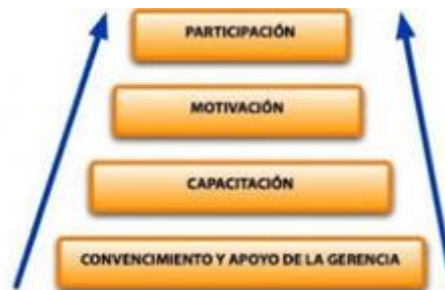 PARTICIPACIÓN
MOTIVACIÓN
CAPACITACIÓN
CONVENCIMIENTO Y APOYO DE LA GERENCIA